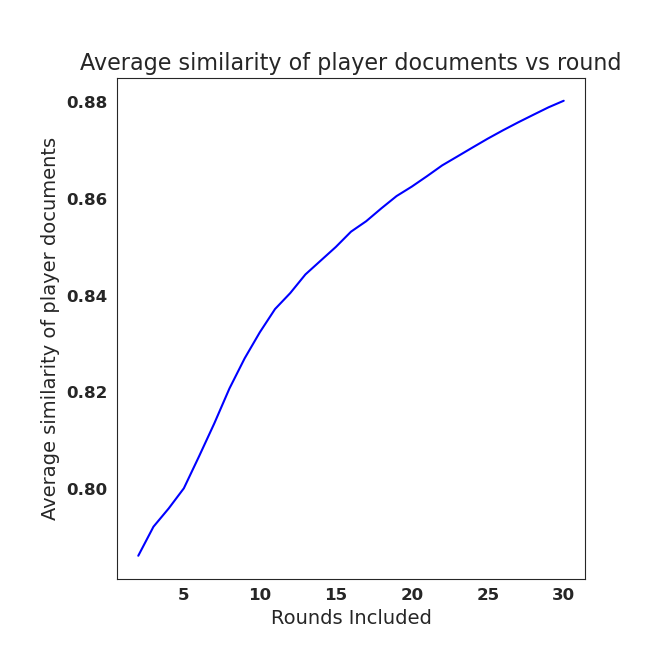 Average similarity of player documents vs round
Average similarity of player documents
0.88
0.86
0.84
0.82
0.80
5 10 15 20 25 30
Rounds Included